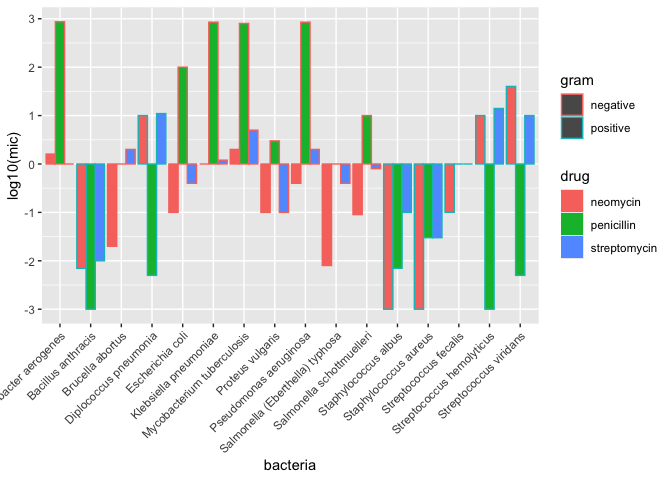 log10(mic)
3
2
1
0
-1
-2
-3
bacter aerogenes
Bacillus anthracis
Brucella abortus
Diplococcus pneumonia
Escherichia coli
Klebsiella pneumoniae
Mycobacterium tuberculosis
Proteus vulgaris
Pseudomonas aeruginosa
Salmonella (Eberthella) typhosa
Salmonella schottmuelleri
Staphylococcus albus
Staphylococcus aureus
Streptococcus fecalis
Streptococcus hemolyticus
Streptococcus viridans
bacteria
gram
negative
positive
drug
neomycin
penicillin
streptomycin